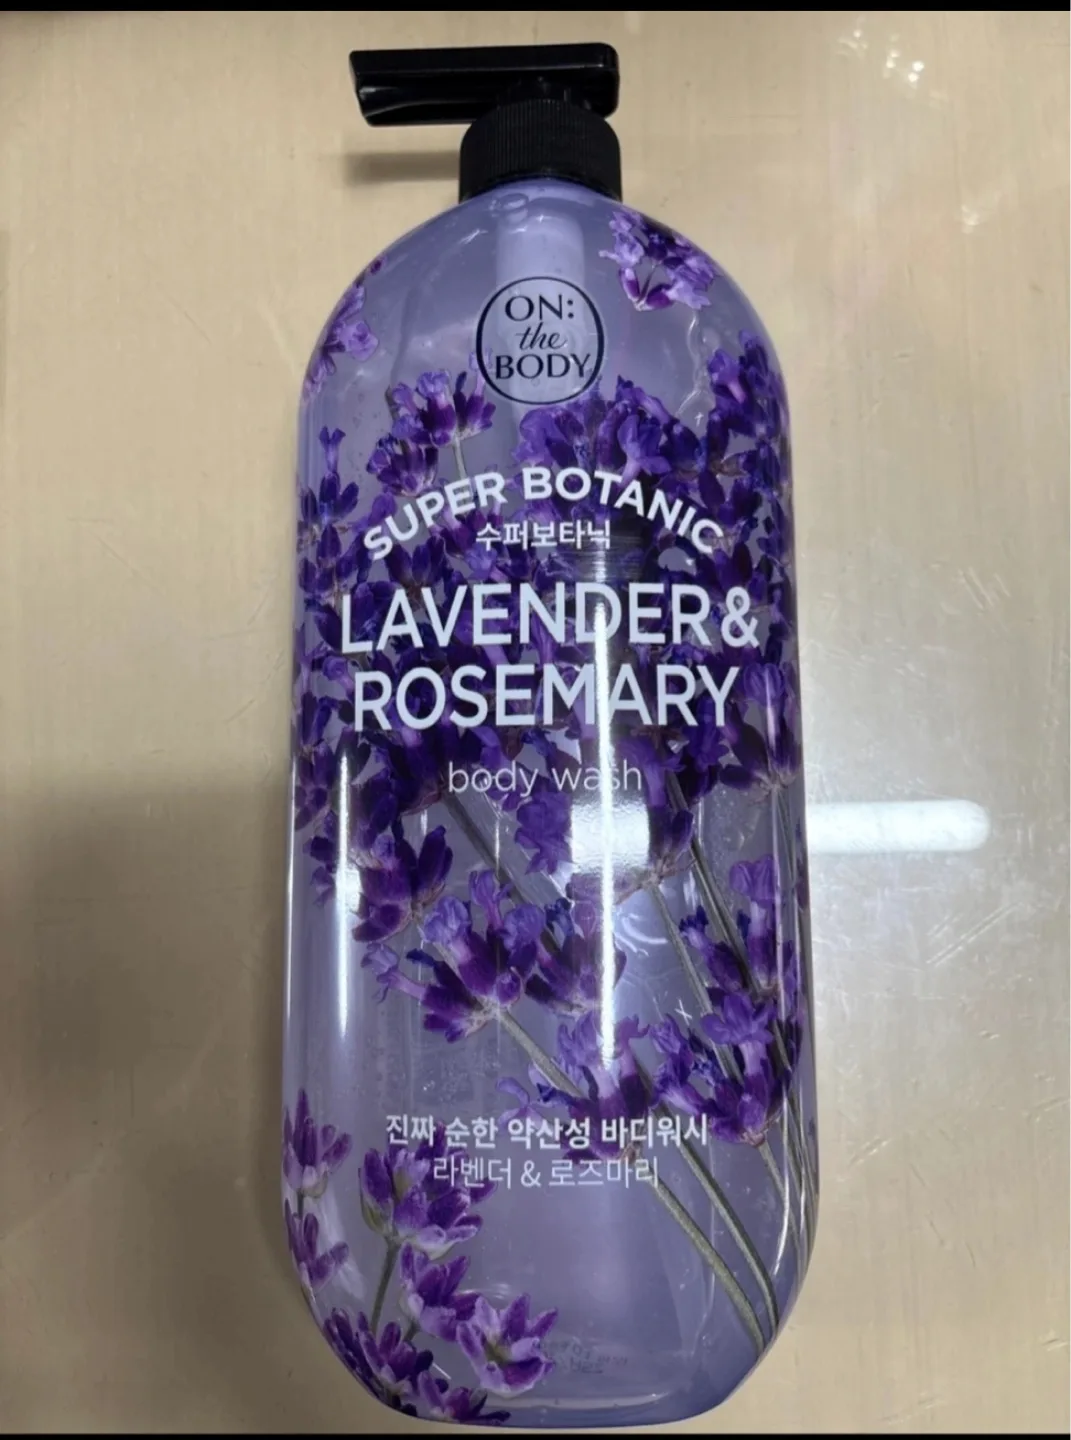 ON:
the
BODY
SUPER BOTANIC
수퍼보타닉
LAVENDER &
ROSEMARY
body wash
진짜 순한 약산성 바디워시
라벤더 & 로즈마리